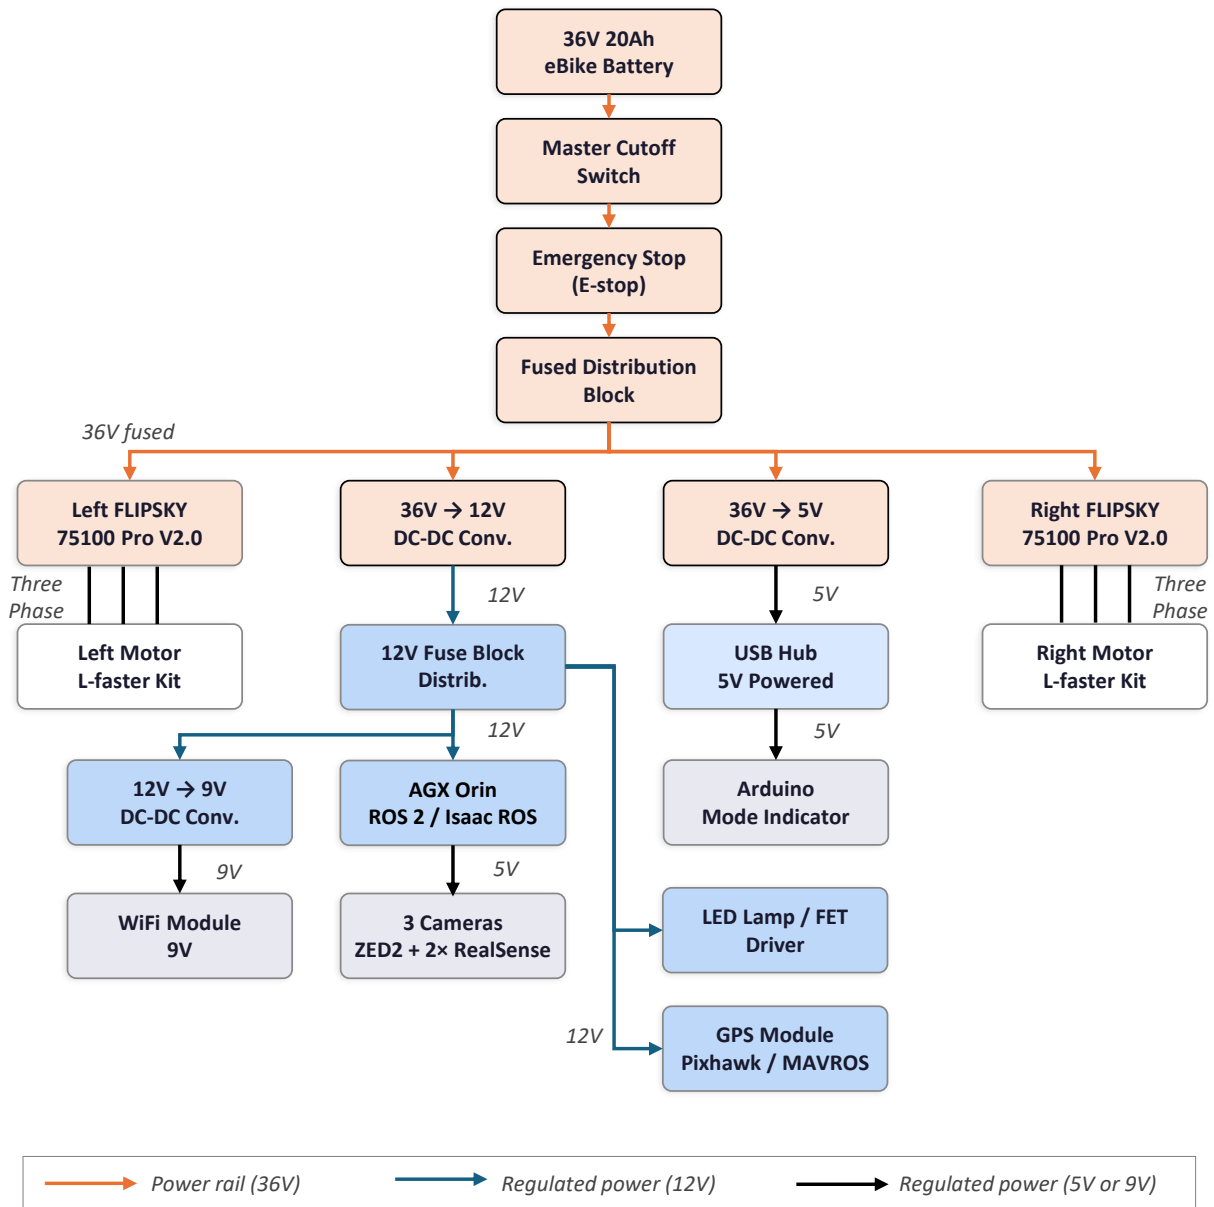 36V 20Ah
eBike Battery
Master Cutoff
Switch
Emergency Stop
(E-stop)
Fused Distribution
Block
36V fused
Left FLIPSKY
75100 Pro V2.0
36V → 12V
DC-DC Conv.
36V → 5V
DC-DC Conv.
Right FLIPSKY
75100 Pro V2.0
Three
Phase
12V
5V
Three
Phase
Left Motor
L-faster Kit
12V Fuse Block
Distrib.
USB Hub
5V Powered
Right Motor
L-faster Kit
12V
5V
12V → 9V
DC-DC Conv.
AGX Orin
ROS 2 / Isaac ROS
Arduino
Mode Indicator
9V
5V
WiFi Module
9V
3 Cameras
ZED2 + 2× RealSense
LED Lamp / FET
Driver
12V
GPS Module
Pixhawk / MAVROS
Power rail (36V)
Regulated power (12V)
Regulated power (5V or 9V)